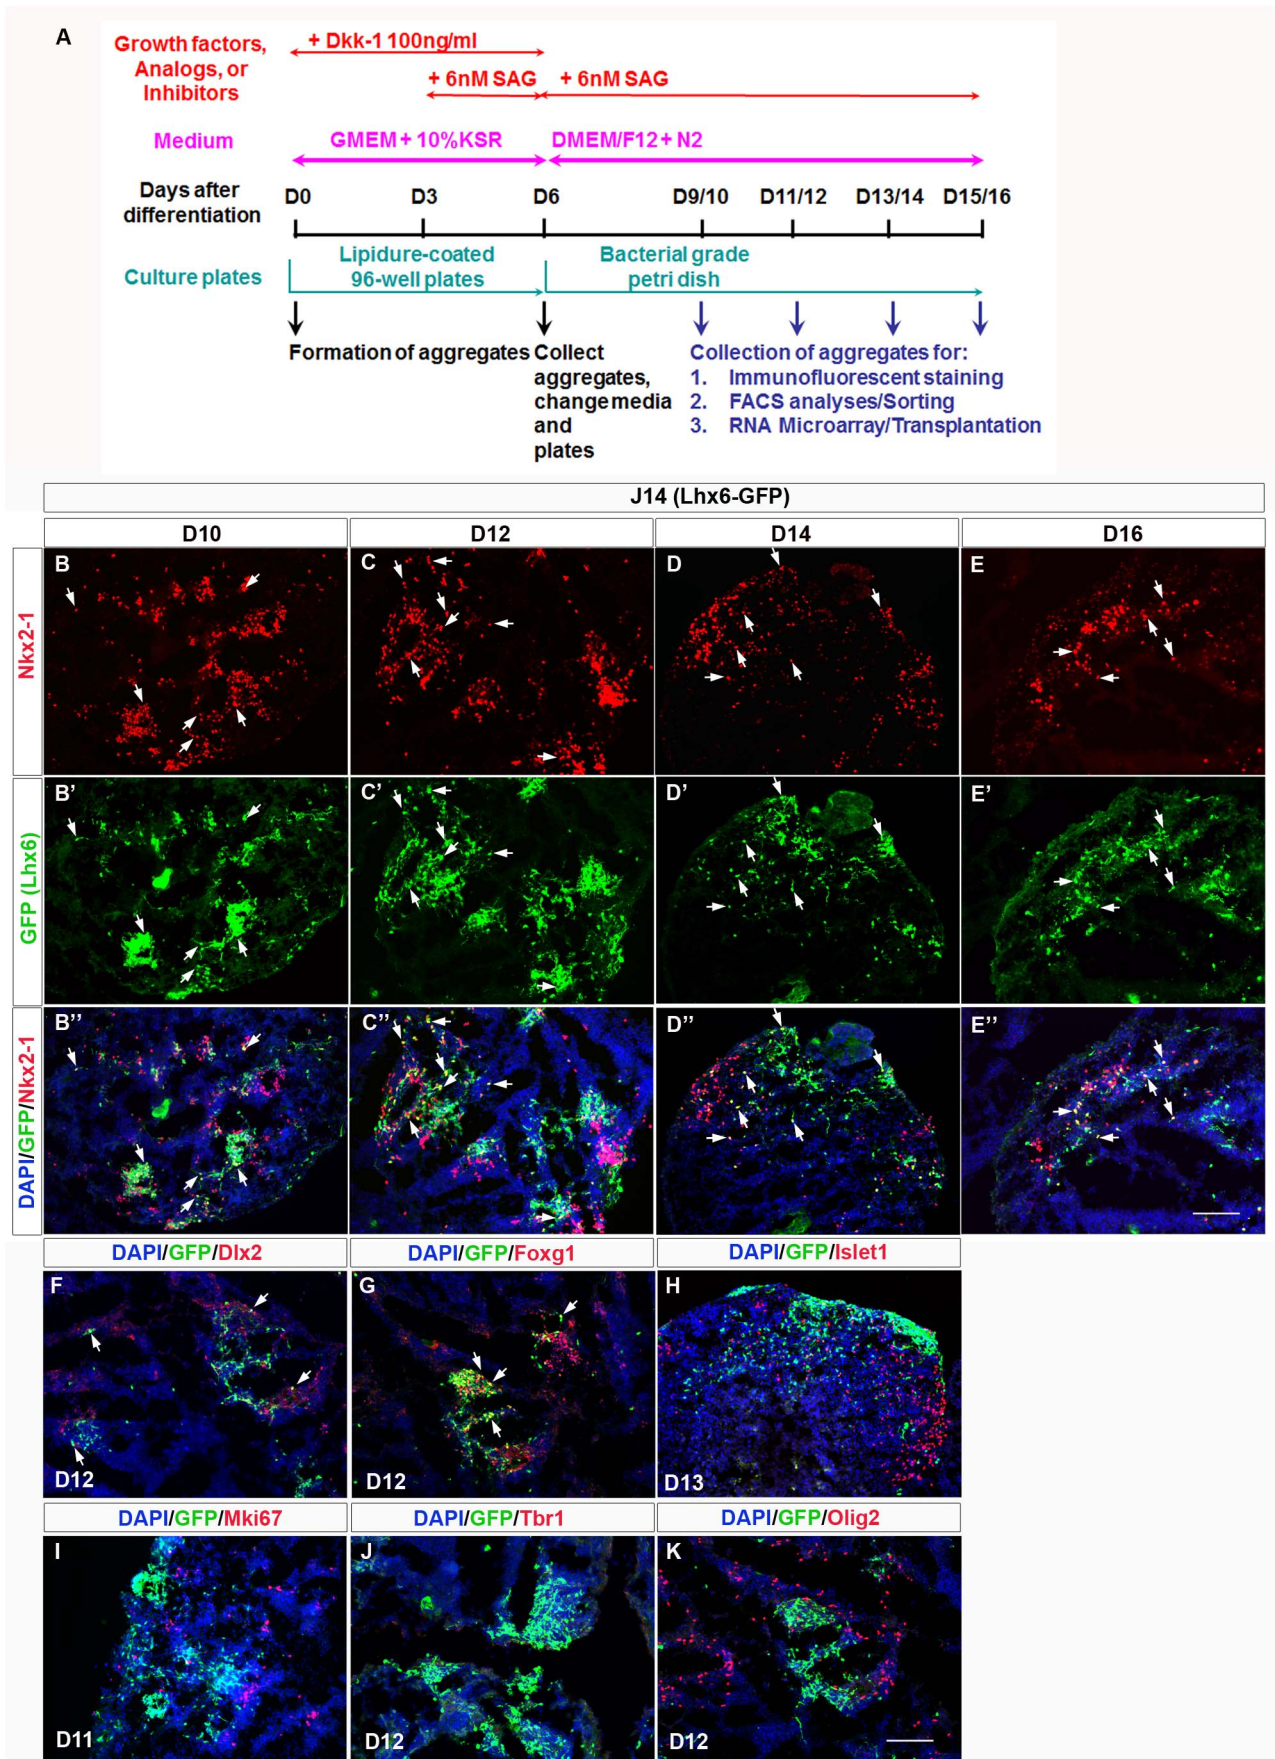 A
Growth factors,
Analogs, or
Inhibitors
+ Dkk-1 100ng/ml
+ 6nM SAG
+ 6nM SAG
Medium
GMEM + 10%KSR
DMEM/F12 + N2
Days after
differentiation
D0
D3
D6
D9/10
D11/12
D13/14
D15/16
Culture plates
Lipidure-coated
96-well plates
Bacterial grade
petri dish
Formation of aggregates
Collect
aggregates,
change media
and
plates
Collection of aggregates for:
1. Immunofluorescent staining
2. FACS analyses/Sorting
3. RNA Microarray/Transplantation
J14 (Lhx6-GFP)
D10
D12
D14
D16
Nkx2-1
B
C
D
E
GFP (Lhx6)
B’
C’
D’
E’
DAPI/GFP/Nkx2-1
B’’
C’’
D’’
E’’
DAPI/GFP/Dlx2
DAPI/GFP/Foxg1
DAPI/GFP/Islet1
F
D12
G
D12
H
D13
DAPI/GFP/Mki67
DAPI/GFP/Tbr1
DAPI/GFP/Olig2
I
D11
J
D12
K
D12